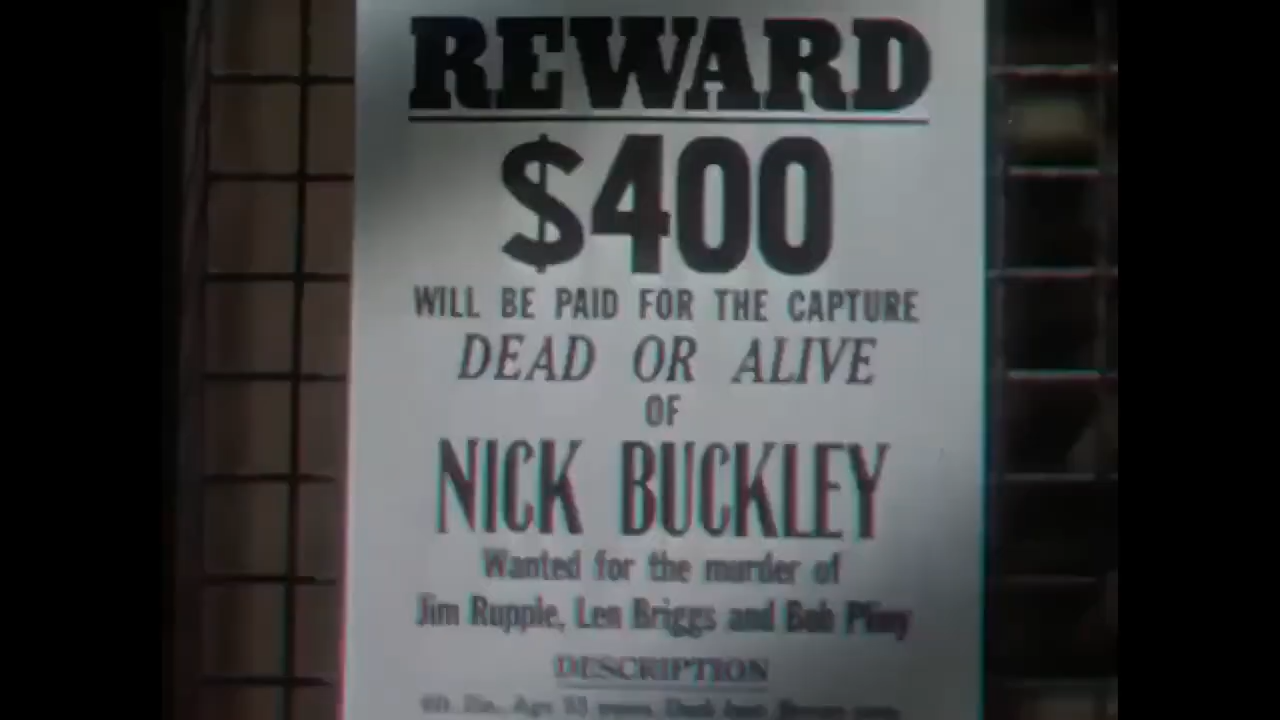 REWARD
$400
WILL BE PAID FOR THE CAPTURE
DEAD OR ALIVE
OF
NICK BUCKLEY
Wanted for the murder of
Jim Rupple, Len Briggs and Bob
DESCRIPTION